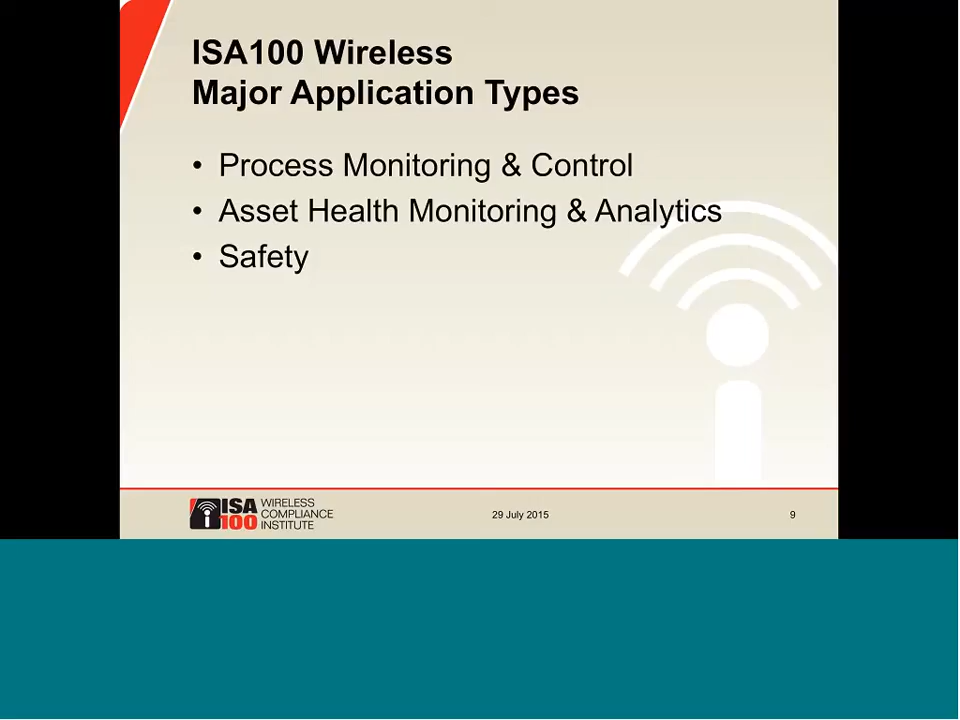 ISA100 Wireless
Major Application Types
• Process Monitoring & Control
• Asset Health Monitoring & Analytics
• Safety
ISA
100
WIRELESS
COMPLIANCE
INSTITUTE
29 July 2015
9